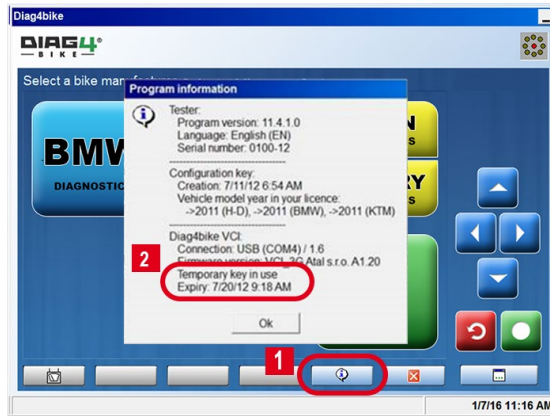 Diag4bike
DIAG4®
BIKE
Select a bike
Program information
Tester:
Program version: 11.4.1.0
Language: English (EN)
Serial number: 0100-12
Configuration key:
Creation: 7/11/12 6:54 AM
Vehicle model year in your licence:
->2011 (H-D), ->2011 (BMW), ->2011 (KTM)
Diag4bike VCI:
Connection: USB (COM4) / 1.6
Firmware version: VCI_3G Atal s.r.o. A1.20
Temporary key in use
Expiry: 7/20/12 9:18 AM
Ok
BMW
DIAGNOSTIC
N
S
RY
S
2
1
1/7/16 11:16 AM